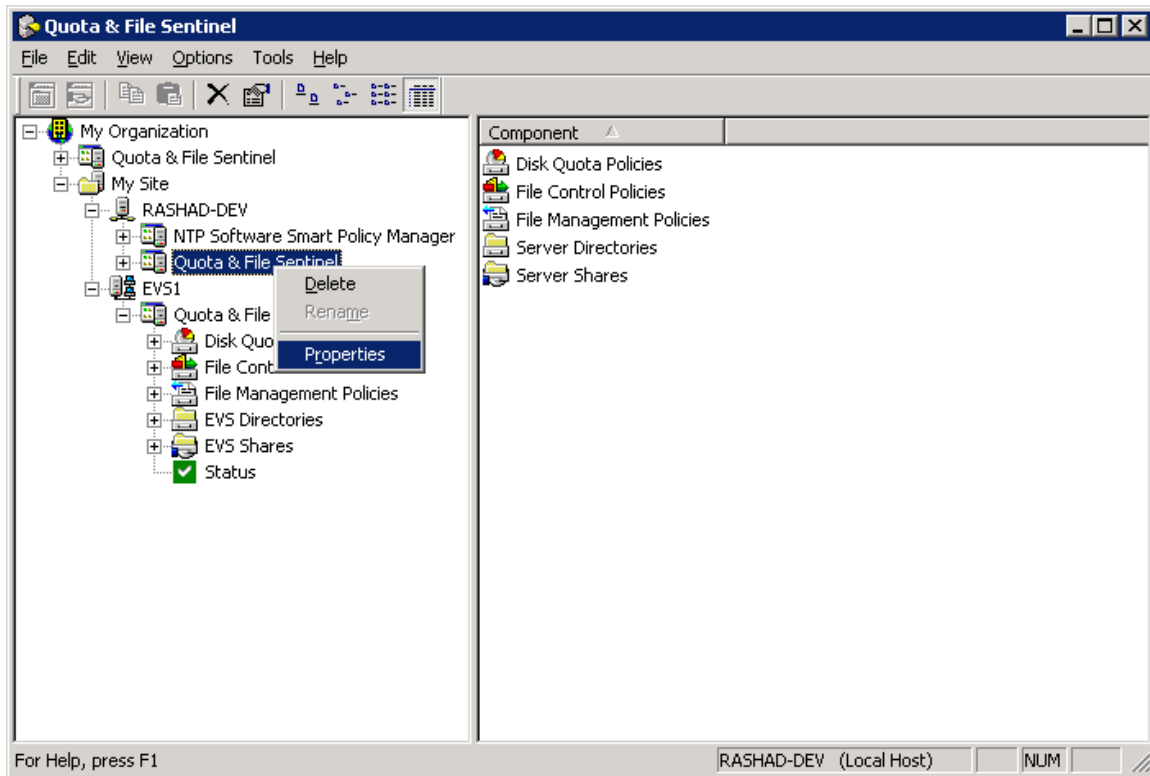 Quota & File Sentinel
File Edit View Options Tools Help
My Organization
Quota & File Sentinel
My Site
RASHAD-DEV
NTP Software Smart Policy Manager
Quota & File Sentinel
EVS1
Quota & File
Disk Quo
File Cont
File Management Policies
EVS Directories
EVS Shares
Status
Delete
Rename
Properties
Component
Disk Quota Policies
File Control Policies
File Management Policies
Server Directories
Server Shares
For Help, press F1
RASHAD-DEV (Local Host)
NUM